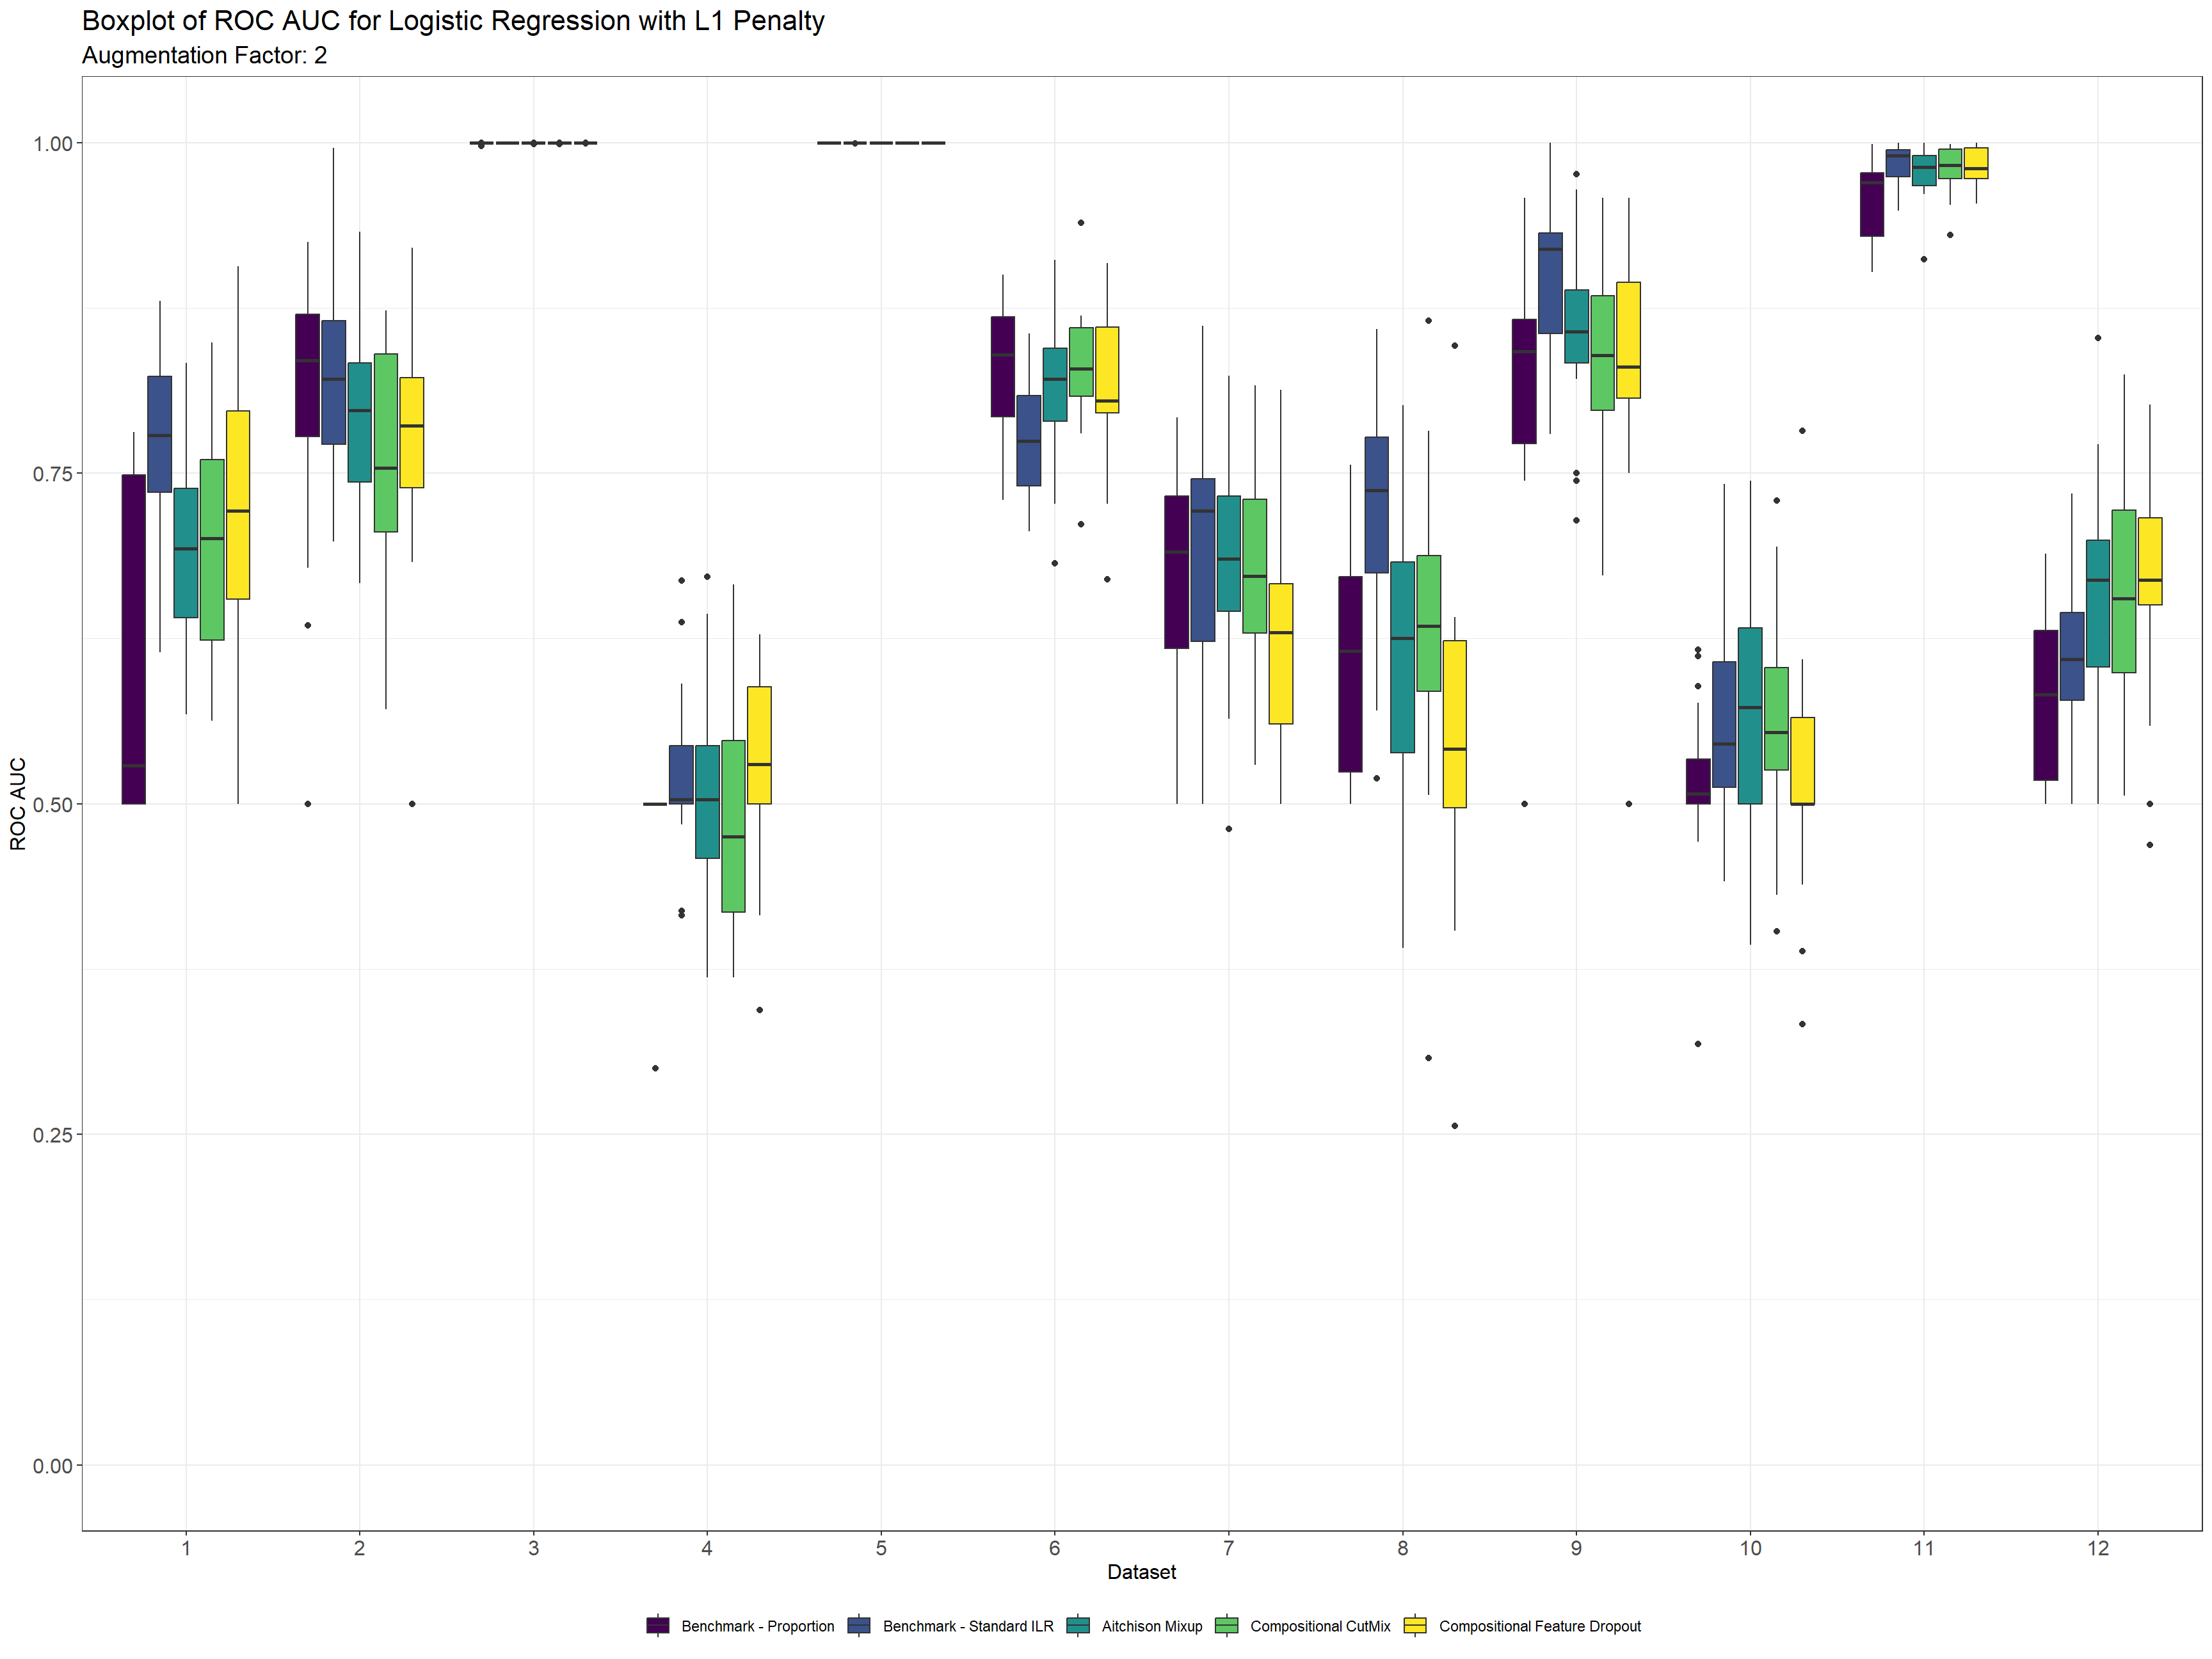 Boxplot of ROC AUC for Logistic Regression with L1 Penalty
Augmentation Factor: 2
1.00
0.75
0.50
0.25
0.00
ROC AUC
1 2 3 4 5 6 7 8 9 10 11 12
Dataset
Benchmark - Proportion Benchmark - Standard ILR Aitchison Mixup Compositional CutMix Compositional Feature Dropout